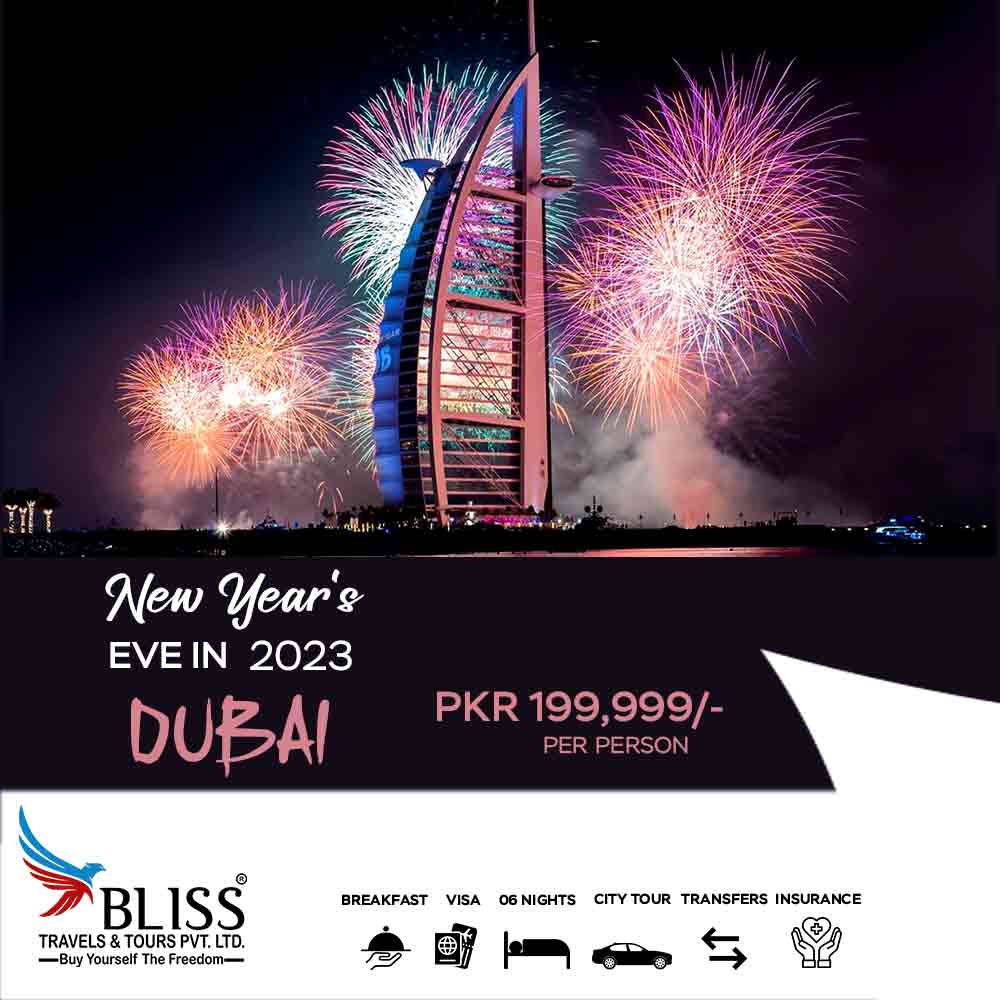 New Year's
EVE IN 2023
DUBAI
PKR 199,999/-
PER PERSON
BLISS®
TRAVELS & TOURS PVT. LTD.
Buy Yourself The Freedom
BREAKFAST VISA 06 NIGHTS CITY TOUR TRANSFERS INSURANCE